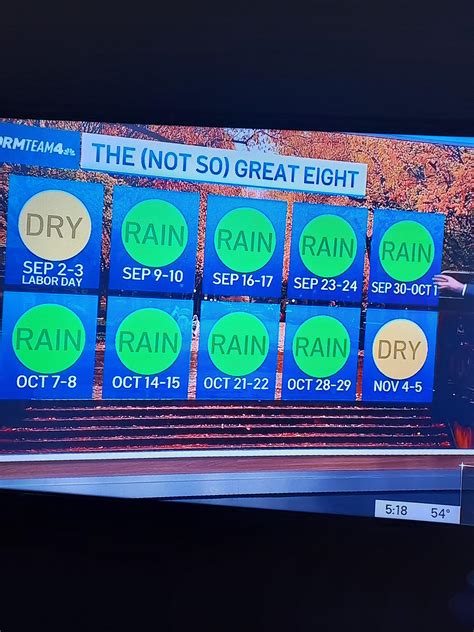 ORMTEAM4
THE (NOT SO) GREAT EIGHT
DRY
SEP 2-3
LABOR DAY
RAIN
SEP 9-10
RAIN
SEP 16-17
RAIN
SEP 23-24
RAIN
SEP 30-OCT 1
RAIN
OCT 7-8
RAIN
OCT 14-15
RAIN
OCT 21-22
RAIN
OCT 28-29
DRY
NOV 4-5
5:18 54°